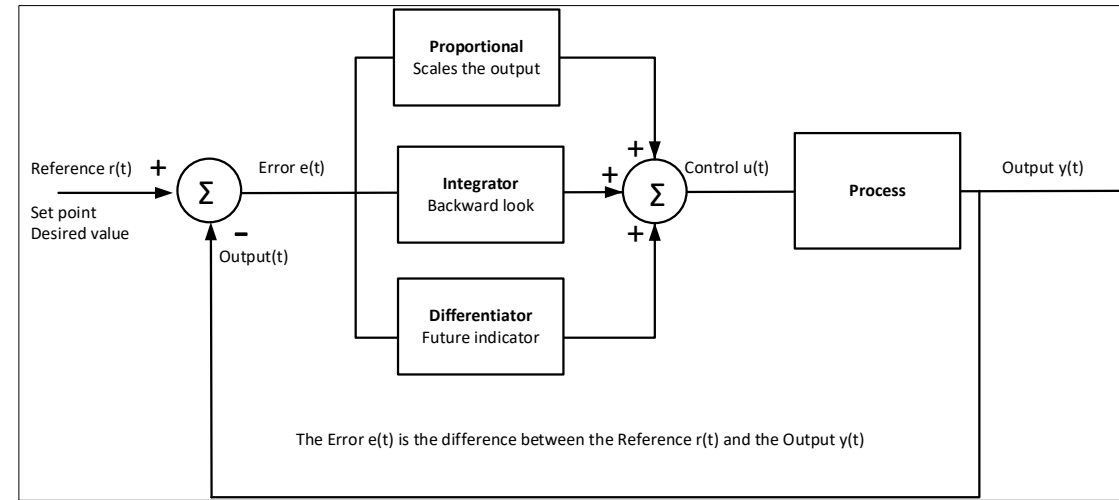 Proportional
Scales the output
Reference r(t)
+
Σ
Error e(t)
Set point
Desired value
−
Output(t)
Integrator
Backward look
+
+
+
Σ
Control u(t)
Process
Output y(t)
Differentiator
Future indicator
The Error e(t) is the difference between the Reference r(t) and the Output y(t)